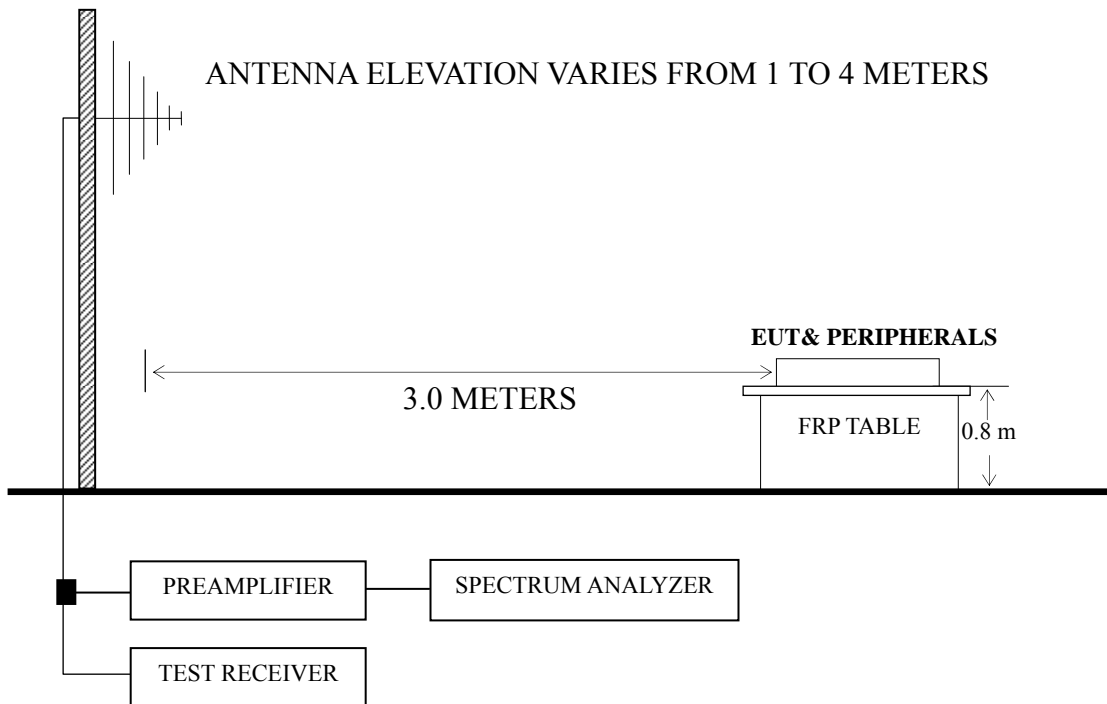 ANTENNA ELEVATION VARIES FROM 1 TO 4 METERS
EUT& PERIPHERALS
3.0 METERS
FRP TABLE
0.8 m
PREAMPLIFIER
SPECTRUM ANALYZER
TEST RECEIVER